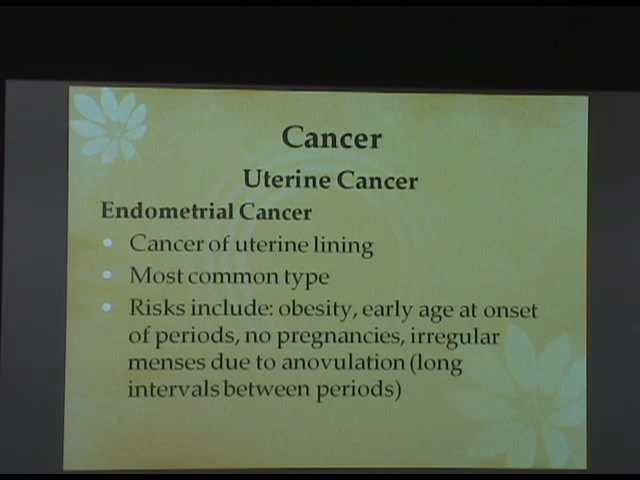 Cancer
Uterine Cancer
Endometrial Cancer
• Cancer of uterine lining
• Most common type
• Risks include: obesity, early age at onset
of periods, no pregnancies, irregular
menses due to anovulation (long
intervals between periods)